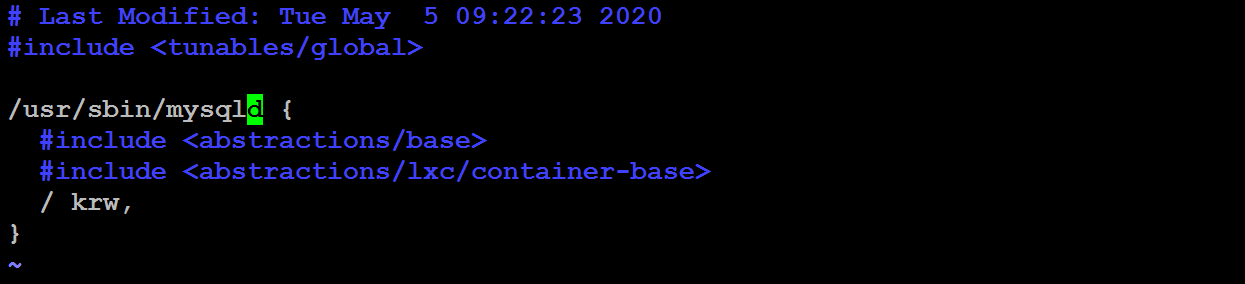 # Last Modified: Tue May  5 09:22:23 2020
#include <tunables/global>

/usr/sbin/mysqld {
  #include <abstractions/base>
  #include <abstractions/lxc/container-base>
  / krw,
}
~